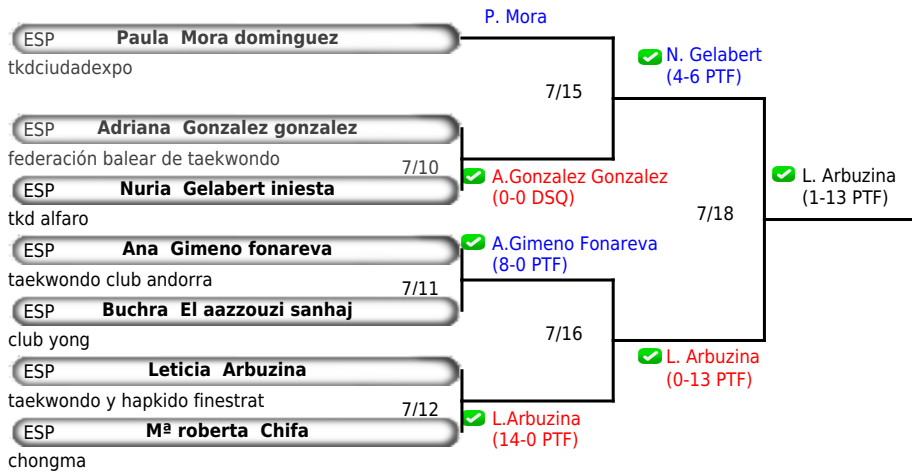 P. Mora
ESP Paula Mora dominguez
tkdciudadexpo
N. Gelabert
(4-6 PTF)
7/15
ESP Adriana Gonzalez gonzalez
federación balear de taekwondo
7/10
A.Gonzalez Gonzalez
(0-0 DSQ)
ESP Nuria Gelabert iniesta
tkd alfaro
L. Arbuzina
(1-13 PTF)
7/18
ESP Ana Gimeno fonareva
taekwondo club andorra
A.Gimeno Fonareva
(8-0 PTF)
7/11
ESP Buchra El aazzouzi sanhaj
club yong
7/16
L. Arbuzina
(0-13 PTF)
ESP Leticia Arbuzina
taekwondo y hapkido finestrat
7/12
L.Arbuzina
(14-0 PTF)
ESP Mª roberta Chifa
chongma